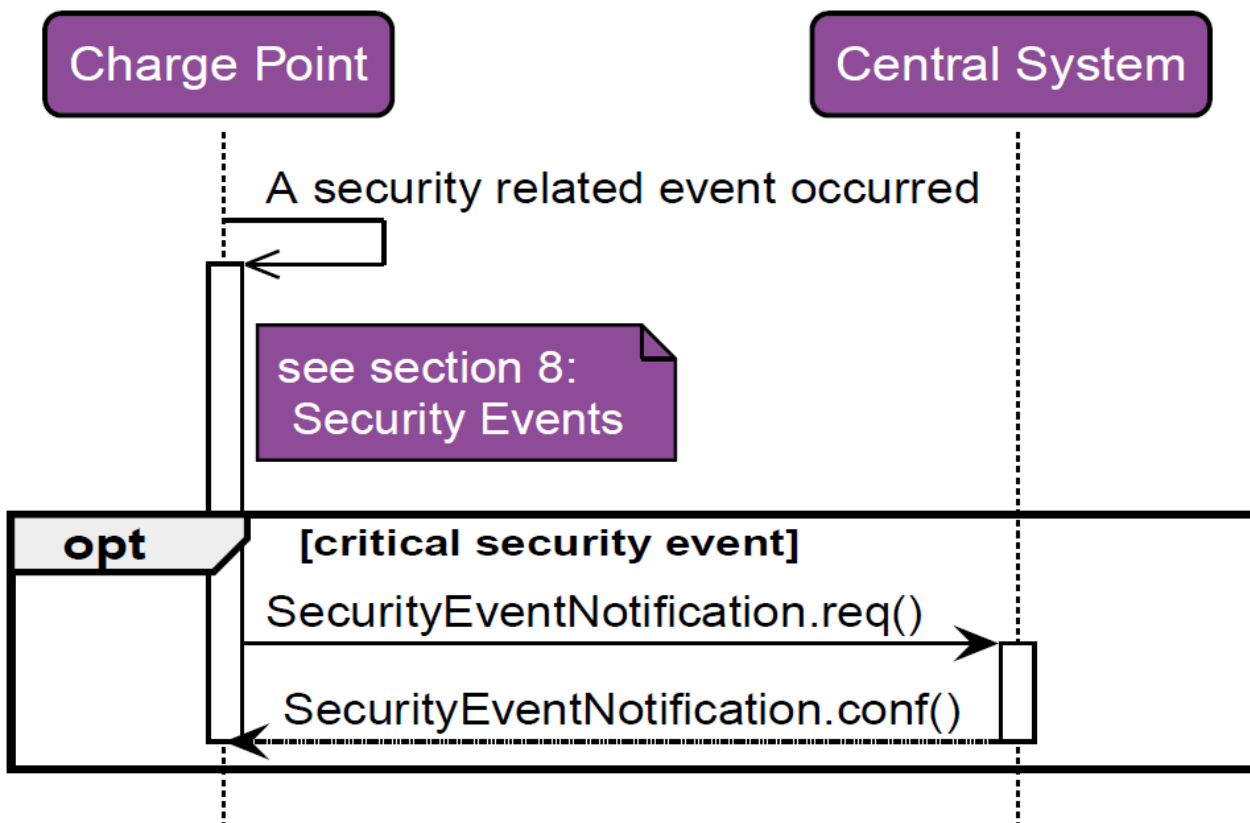 Charge Point
Central System
A security related event occurred
see section 8:
Security Events
opt
[critical security event]
SecurityEventNotification.req()
SecurityEventNotification.conf()